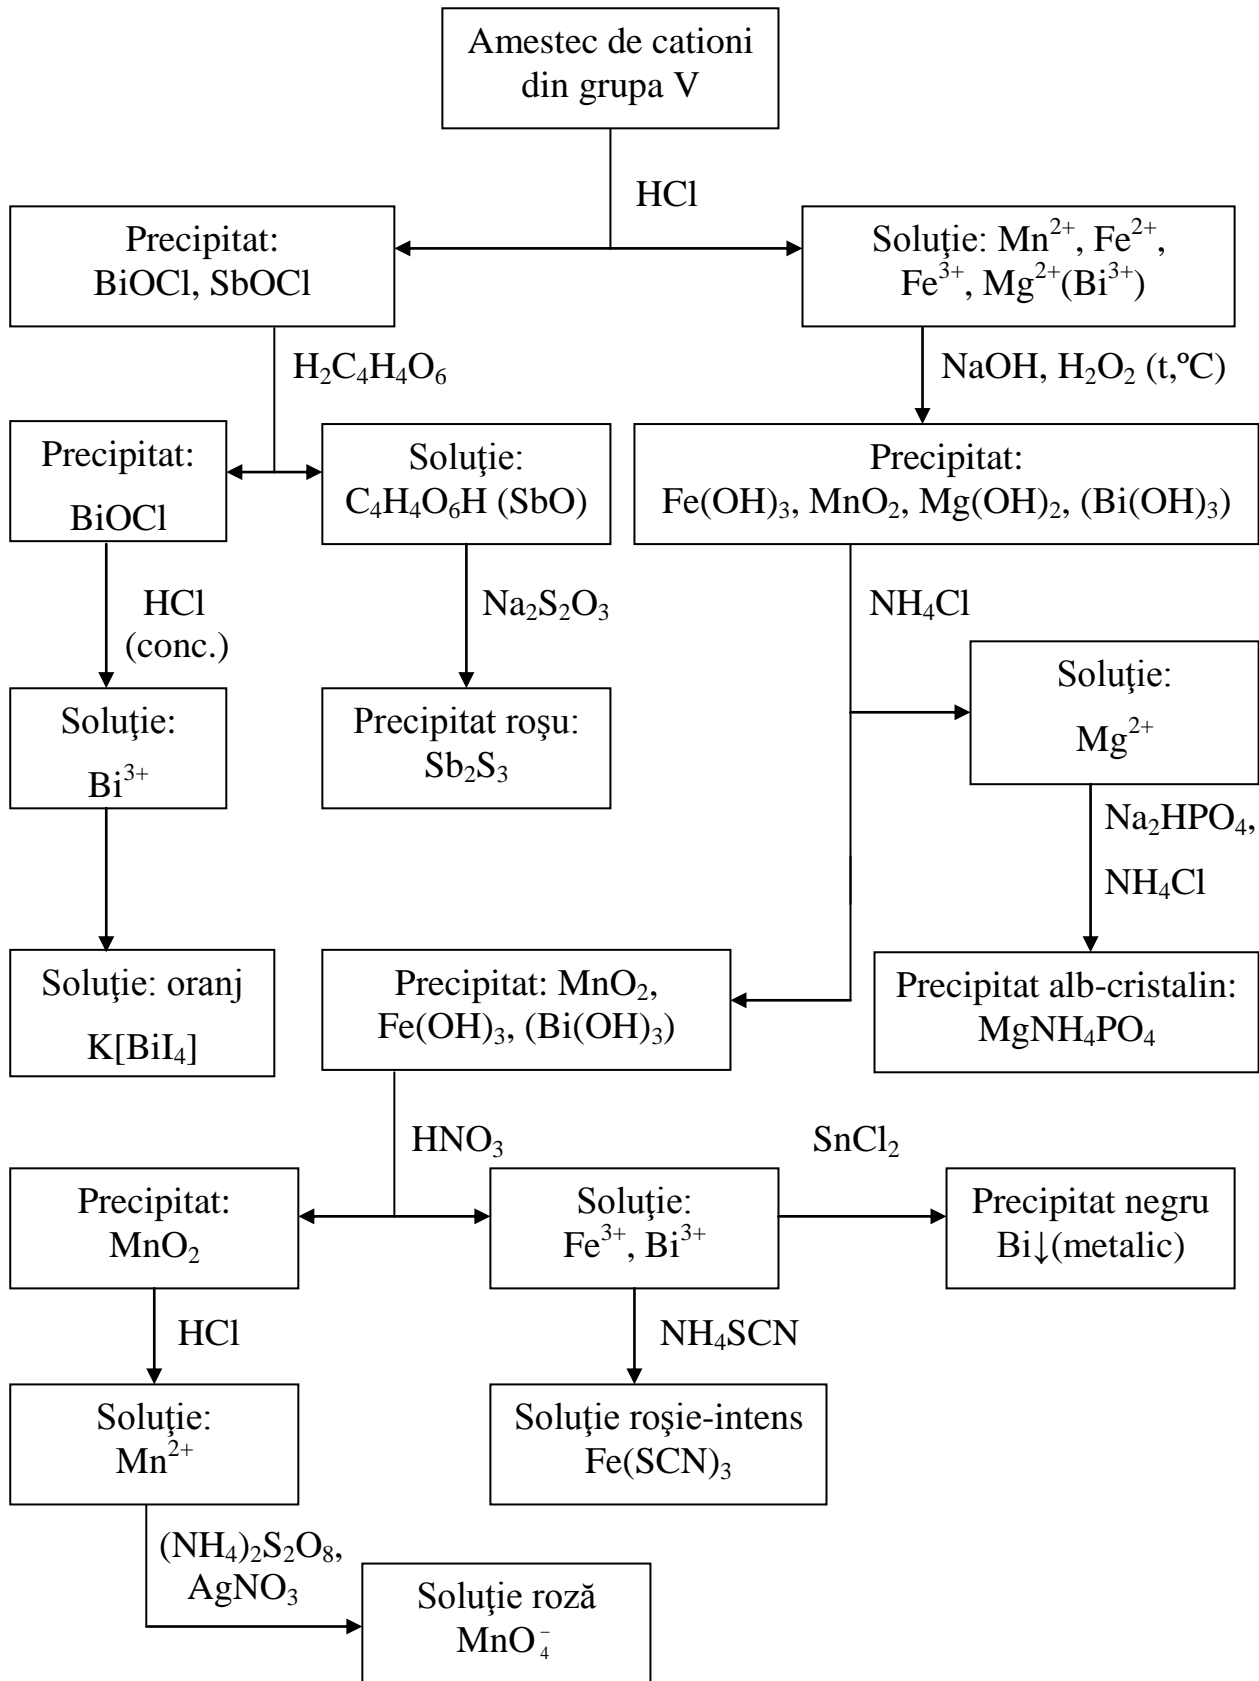 Amestec de cationi
din grupa V
HCl
Precipitat:
BiOCl, SbOCl
Soluţie: Mn²⁺, Fe²⁺,
Fe³⁺, Mg²⁺(Bi³⁺)
H₂C₄H₄O₆
NaOH, H₂O₂ (t,ºC)
Precipitat:
BiOCl
Soluţie:
C₄H₄O₆H (SbO)
Precipitat:
Fe(OH)₃, MnO₂, Mg(OH)₂, (Bi(OH)₃)
HCl
(conc.)
Na₂S₂O₃
NH₄Cl
Soluţie:
Mg²⁺
Soluţie:
Bi³⁺
Precipitat roşu:
Sb₂S₃
Na₂HPO₄,
NH₄Cl
Soluţie: oranj
K[BiI₄]
Precipitat: MnO₂,
Fe(OH)₃, (Bi(OH)₃)
Precipitat alb-cristalin:
MgNH₄PO₄
HNO₃
SnCl₂
Precipitat:
MnO₂
Soluţie:
Fe³⁺, Bi³⁺
Precipitat negru
Bi↓(metalic)
HCl
NH₄SCN
Soluţie:
Mn²⁺
Soluţie roşie-intens
Fe(SCN)₃
(NH₄)₂S₂O₈,
AgNO₃
Soluţie roză
MnO₄⁻